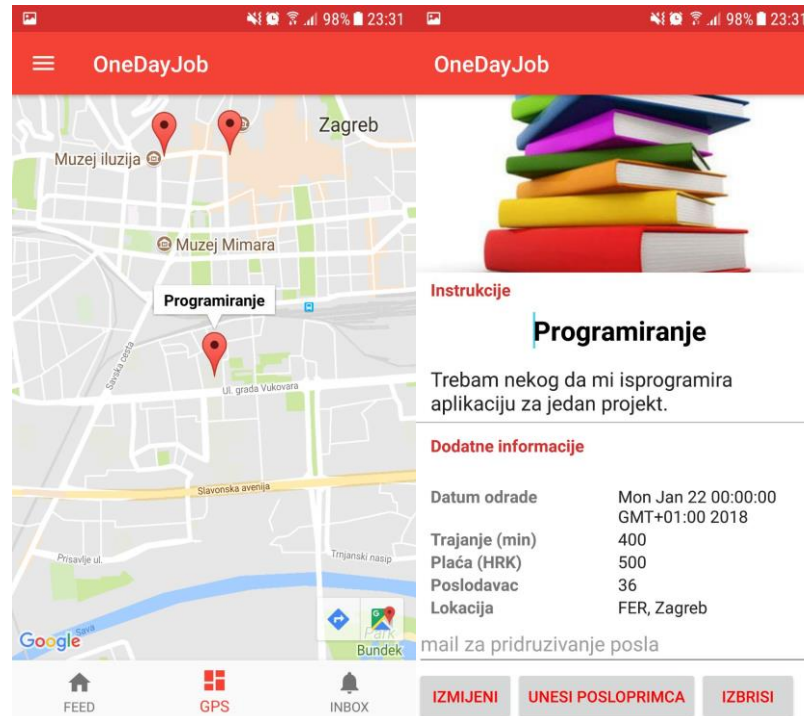 98% 23:31
OneDayJob
Zagreb
Muzej iluzija
Muzej Mimara
Programiranje
Savska cesta
Ul. grada Vukovara
Slavonska avenija
Prisavlje ul.
Trnjanski nasip
Sava
Google
Park
Bundek
FEED
GPS
INBOX
98% 23:31
OneDayJob
Instrukcije
Programiranje
Trebam nekog da mi isprogramira
aplikaciju za jedan projekt.
Dodatne informacije
Datum odrade Mon Jan 22 00:00:00
GMT+01:00 2018
Trajanje (min) 400
Plaća (HRK) 500
Poslodavac 36
Lokacija FER, Zagreb
mail za pridruzivanje posla
IZMIJENI UNESI POSLOPRIMCA IZBRISI